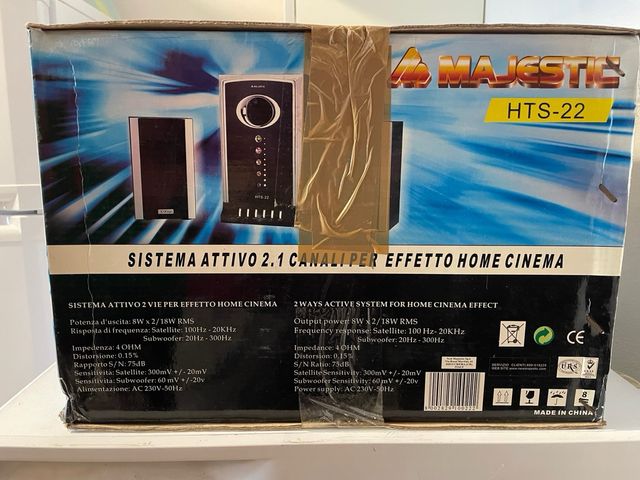 MAJESTIC
HTS-22
HTS-22
SISTEMA ATTIVO 2.1 CANALI PER EFFETTO HOME CINEMA
SISTEMA ATTIVO 2 VIE PER EFFETTO HOME CINEMA
Potenza d'uscita: 8W x 2/18W RMS
Risposta di frequenza: Satellite: 100Hz - 20KHz
Subwoofer: 20Hz - 300Hz
Impedenza: 4 OHM
Distorsione: 0.15%
Rapporto S/N: 75dB
Sensitività: Satellite: 300mV +/- 20mV
Sensitività: Subwoofer: 60 mV +/-20v
Alimentazione: AC 230V-50Hz
2 WAYS ACTIVE SYSTEM FOR HOME CINEMA EFFECT
Output power: 8W x 2/18W RMS
Frequency response: Satellite: 100 Hz- 20KHz
Subwoofer: 20Hz - 300Hz
Impedance: 4 OHM
Distorsion: 0.15%
S/N Ratio: 75dB
Satellite Sensitivity: 300mV +/- 20mV
Sensitivity: Subwoofer: 60 mV +/-20v
Power supply: AC 230V-50Hz
CE
8
MADE IN CHINA